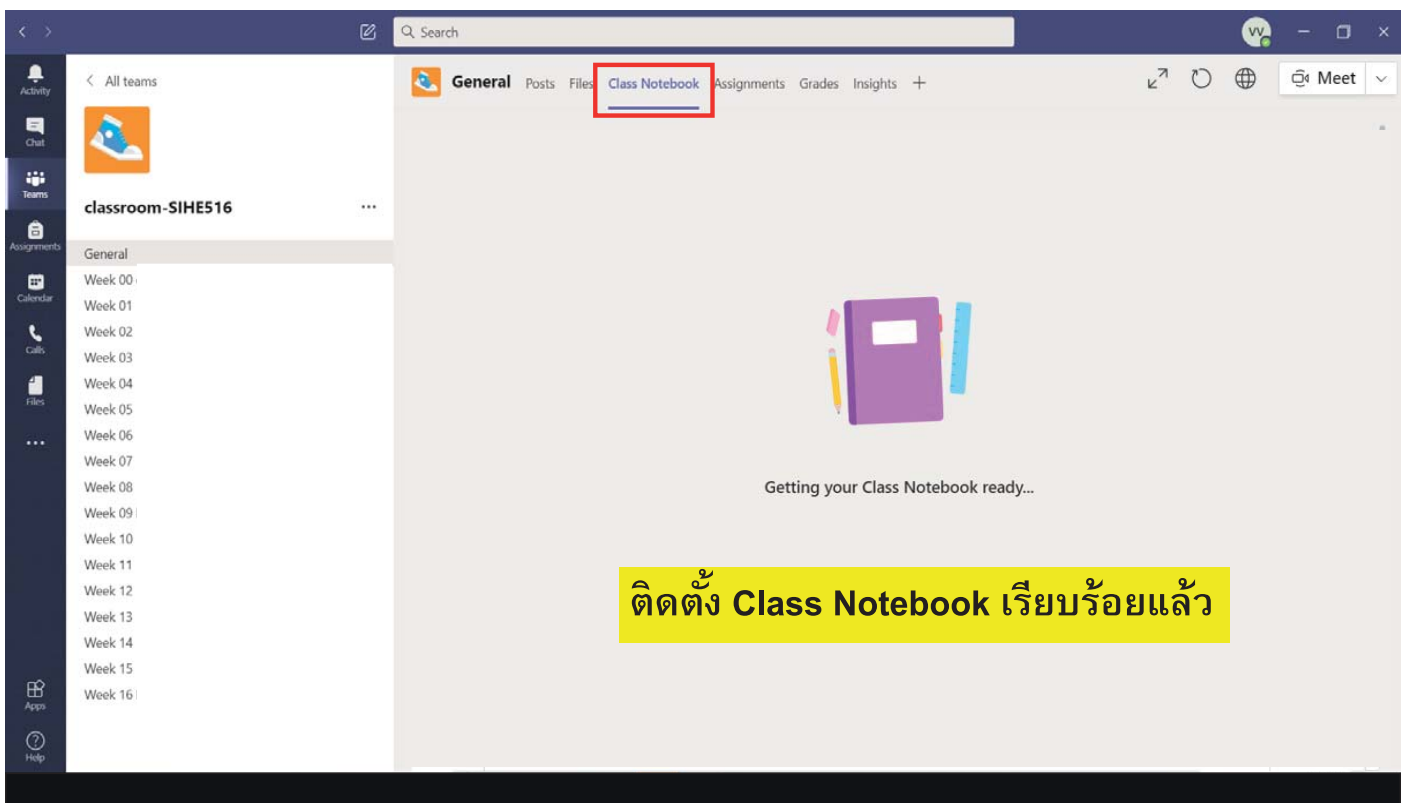 Search
VV
Activity
Chat
Teams
Assignments
Calendar
Calls
Files
Apps
Help
All teams
classroom-SIHE516
General
Week 00
Week 01
Week 02
Week 03
Week 04
Week 05
Week 06
Week 07
Week 08
Week 09
Week 10
Week 11
Week 12
Week 13
Week 14
Week 15
Week 16
General Posts Files Class Notebook Assignments Grades Insights
Meet
Getting your Class Notebook ready...
ติดตั้ง Class Notebook เรียบร้อยแล้ว